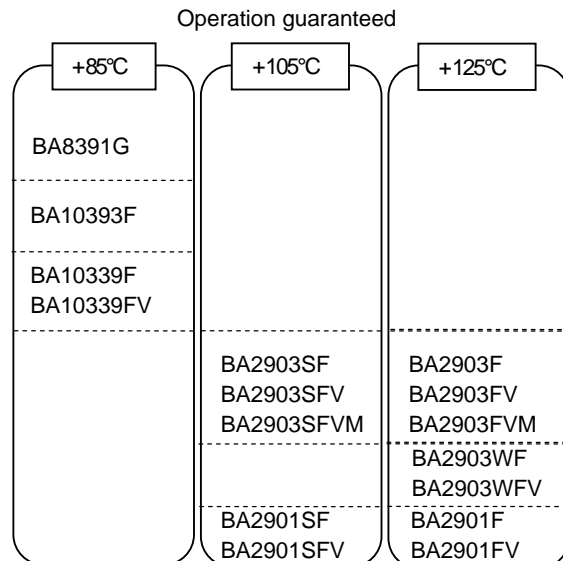 Operation guaranteed
+85°C
+105°C
+125°C
BA8391G
BA10393F
BA10339F
BA10339FV
BA2903SF
BA2903SFV
BA2903SFVM
BA2903F
BA2903FV
BA2903FVM
BA2903WF
BA2903WFV
BA2901SF
BA2901SFV
BA2901F
BA2901FV